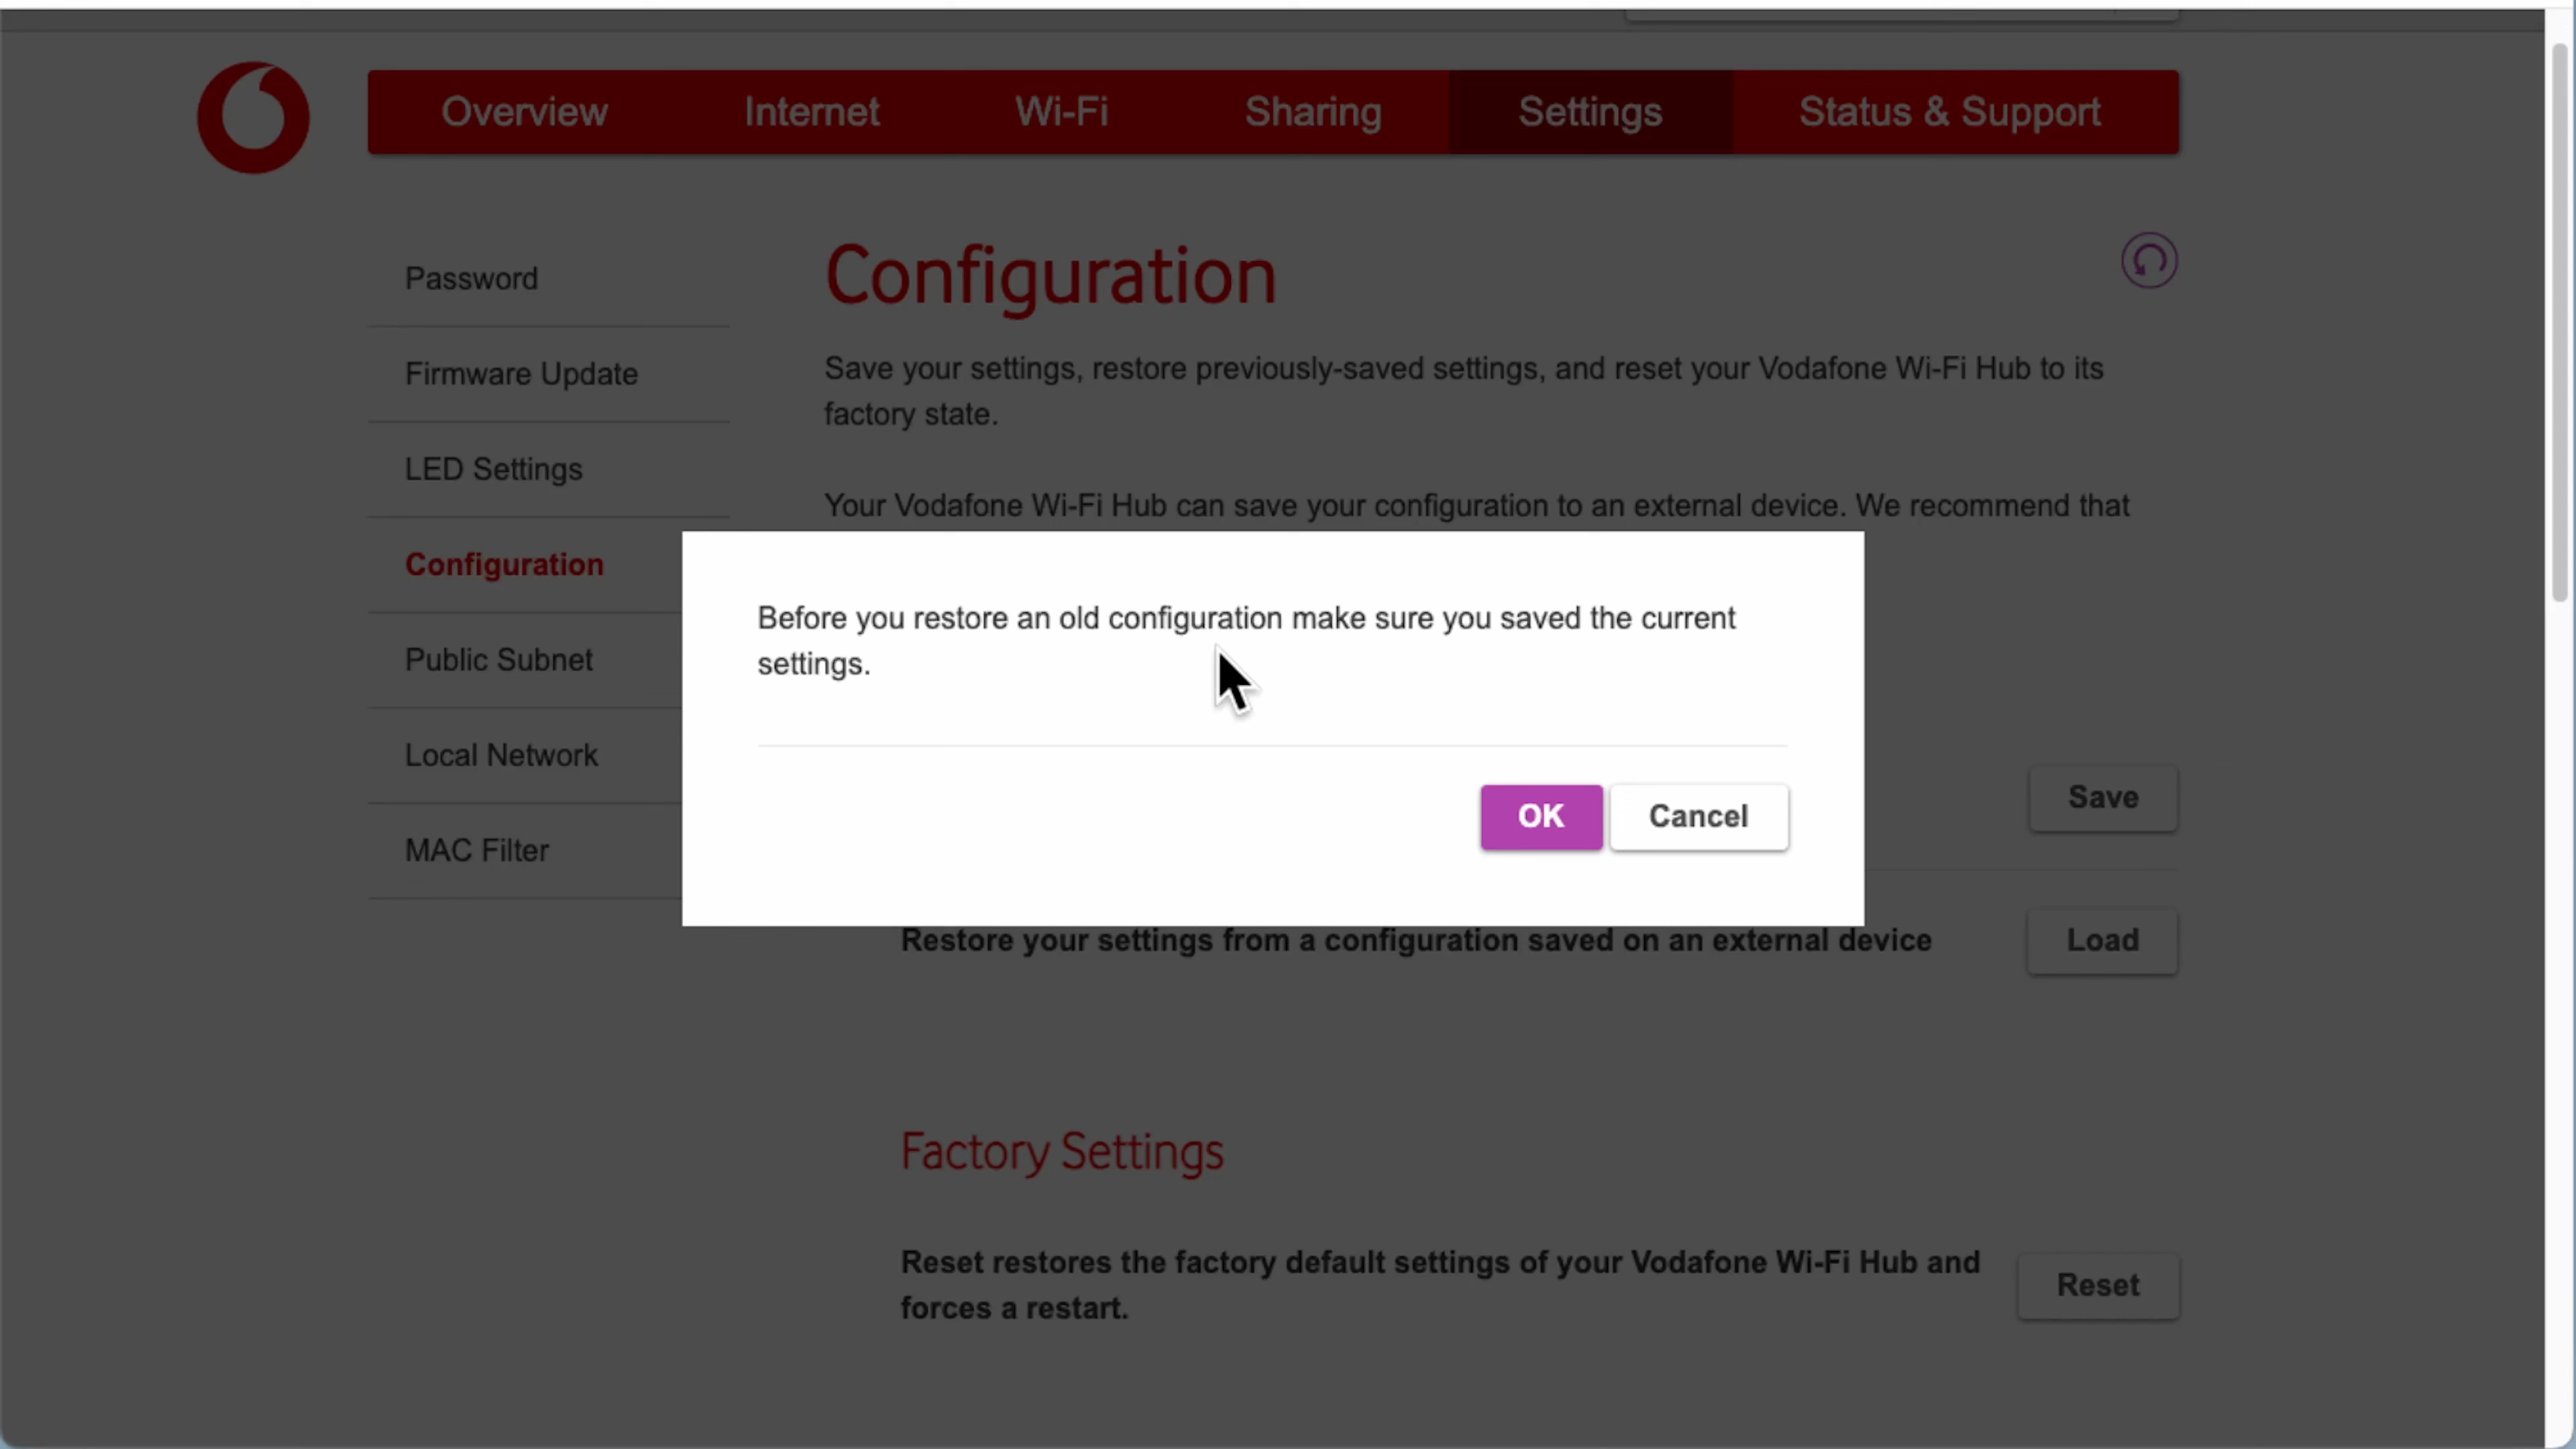 Overview Internet Wi-Fi Sharing Settings Status & Support
Password
Firmware Update
LED Settings
Configuration
Public Subnet
Local Network
MAC Filter
Configuration
Save your settings, restore previously-saved settings, and reset your Vodafone Wi-Fi Hub to its
factory state.
Your Vodafone Wi-Fi Hub can save your configuration to an external device. We recommend that
Before you restore an old configuration make sure you saved the current
settings.
OK Cancel
Save
Restore your settings from a configuration saved on an external device
Load
Factory Settings
Reset restores the factory default settings of your Vodafone Wi-Fi Hub and
forces a restart.
Reset